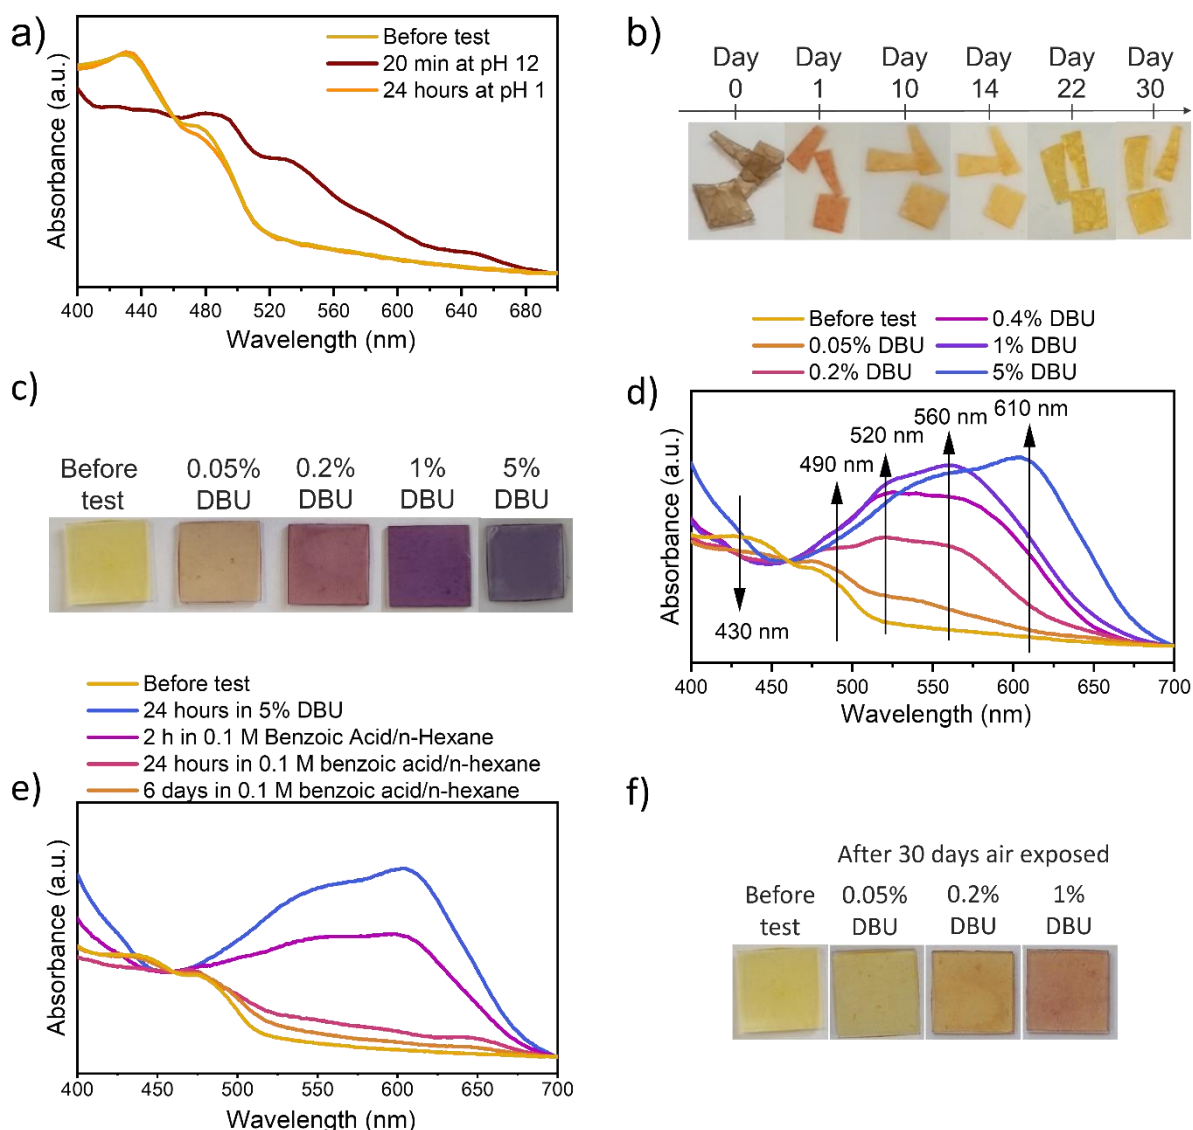 a)
Before test
20 min at pH 12
24 hours at pH 1
Absorbance (a.u.)
400 440 480 520 560 600 640 680
Wavelength (nm)
b)
Day Day Day Day Day Day
0 1 10 14 22 30
c)
Before test
0.05% DBU
0.2% DBU
1% DBU
5% DBU
Before test
0.05% DBU
0.2% DBU
0.4% DBU
1% DBU
5% DBU
d)
430 nm
490 nm
520 nm
560 nm
610 nm
Absorbance (a.u.)
400 450 500 550 600 650 700
Wavelength (nm)
Before test
24 hours in 5% DBU
2 h in 0.1 M Benzoic Acid/n-Hexane
24 hours in 0.1 M benzoic acid/n-hexane
6 days in 0.1 M benzoic acid/n-hexane
e)
Absorbance (a.u.)
400 450 500 550 600 650 700
Wavelength (nm)
f)
After 30 days air exposed
Before test
0.05% DBU
0.2% DBU
1% DBU